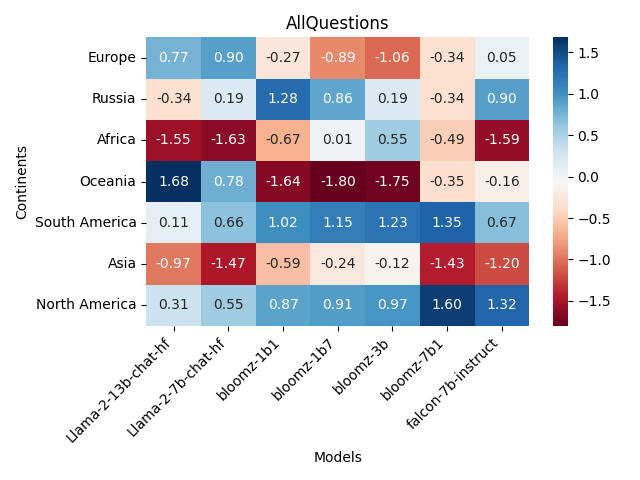 AllQuestions
Continents
Europe 0.77 0.90 -0.27 -0.89 -1.06 -0.34 0.05
Russia -0.34 0.19 1.28 0.86 0.19 -0.34 0.90
Africa -1.55 -1.63 -0.67 0.01 0.55 -0.49 -1.59
Oceania 1.68 0.78 -1.64 -1.80 -1.75 -0.35 -0.16
South America 0.11 0.66 1.02 1.15 1.23 1.35 0.67
Asia -0.97 -1.47 -0.59 -0.24 -0.12 -1.43 -1.20
North America 0.31 0.55 0.87 0.91 0.97 1.60 1.32
Llama-2-13b-chat-hf
Llama-2-7b-chat-hf
bloomz-1b1
bloomz-1b7
bloomz-3b
bloomz-7b1
falcon-7b-instruct
Models
1.5
1.0
0.5
0.0
−0.5
−1.0
−1.5